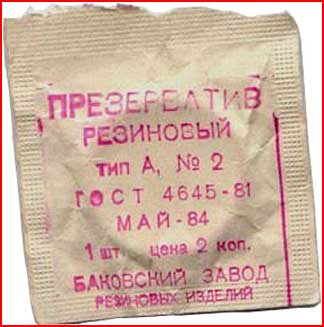 ПРЕЗЕРВАТИВ
РЕЗИНОВЫЙ
ТИП А, № 2
ГОСТ 4645-81
МАЙ-84
1 шт. цена 2 коп.
БАКОВСКИЙ ЗАВОД
РЕЗИНОВЫХ ИЗДЕЛИЙ